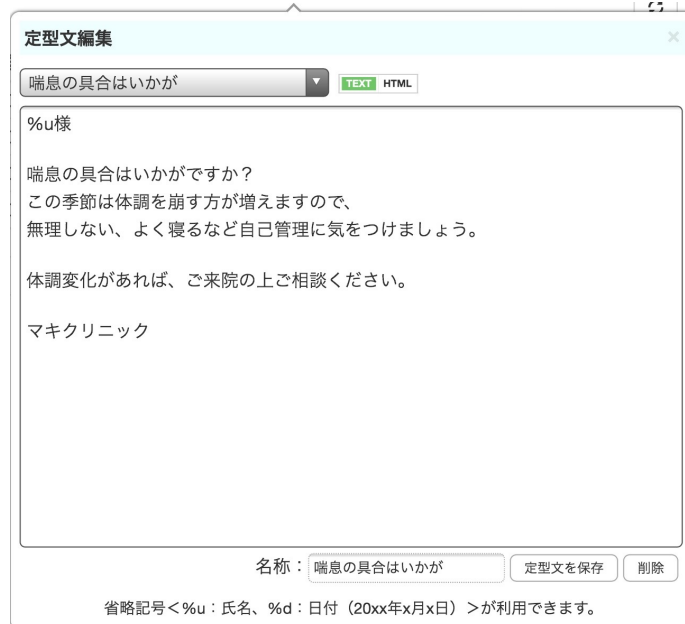 定型文編集
×
喘息の具合はいかが
TEXT HTML
%u様
喘息の具合はいかがですか？
この季節は体調を崩す方が増えますので、
無理しない、よく寝るなど自己管理に気をつけましょう。
体調変化があれば、ご来院の上ご相談ください。
マキクリニック
名称： 喘息の具合はいかが 定型文を保存 削除
省略記号＜%u：氏名、%d：日付（20xx年x月x日）＞が利用できます。